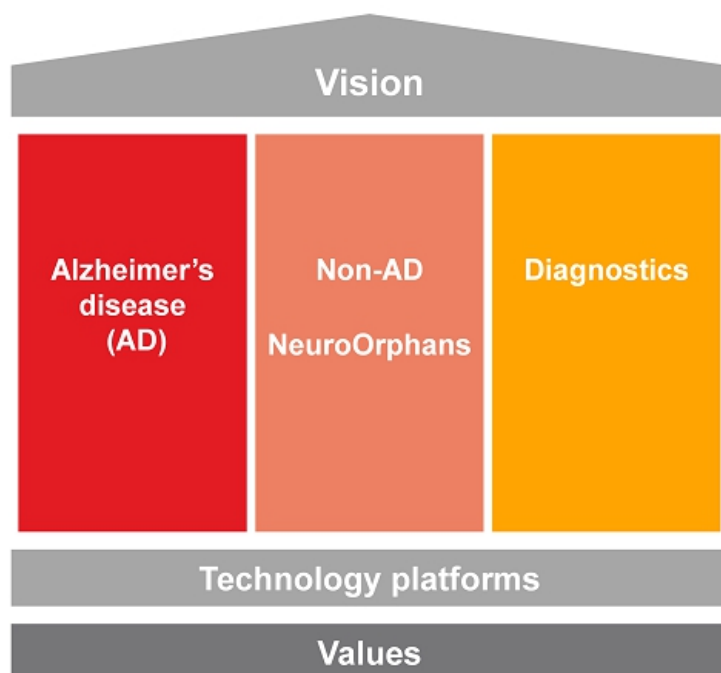 Vision
Alzheimer’s
disease
(AD)
Non-AD
NeuroOrphans
Diagnostics
Technology platforms
Values